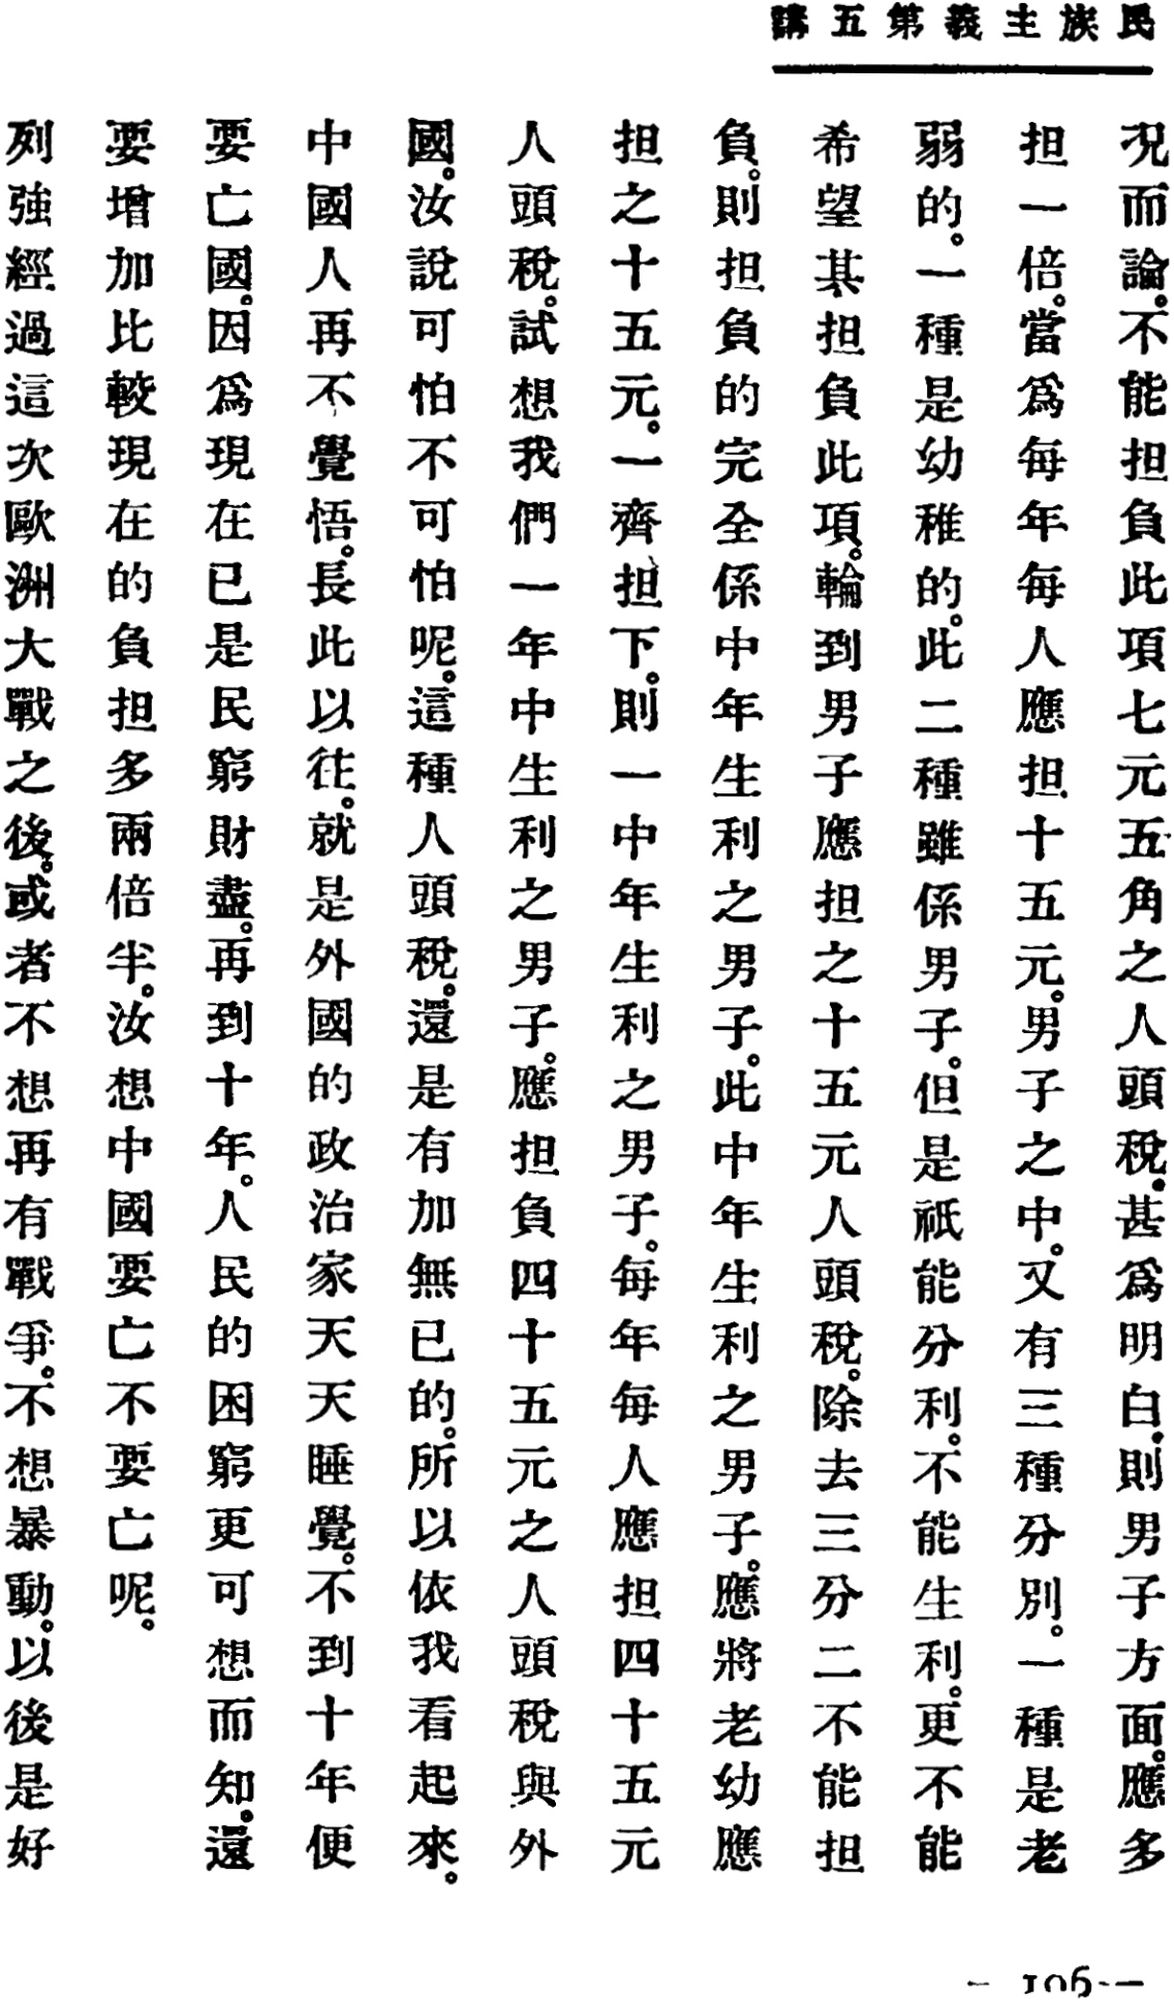 民族主義第五講
況而論。不能担負此項七元五角之人頭稅。甚爲明白。則男子方面。應多
担一倍。當爲每年每人應担十五元。男子之中。又有三種分別。一種是老
弱的。一種是幼稚的。此二種雖係男子。但是祇能分利。不能生利。更不能
希望其担負此項。輪到男子應担之十五元人頭稅。除去三分二不能担
負。則担負的完全係中年生利之男子。此中年生利之男子。應將老幼應
担之十五元。一齊担下。則一中年生利之男子。每年每人應担四十五元
人頭稅。試想我們一年中生利之男子。應担負四十五元之人頭稅與外
國。汝說可怕不可怕呢。這種人頭稅。還是有加無已的。所以依我看起來。
中國人再不覺悟。長此以往。就是外國的政治家天天睡覺。不到十年便
要亡國。因爲現在已是民窮財盡。再到十年。人民的困窮更可想而知。還
要增加比較現在的負担多兩倍半。汝想中國要亡不要亡呢。
列強經過這次歐洲大戰之後。或者不想再有戰爭。不想暴動。以後是好
- 106 -